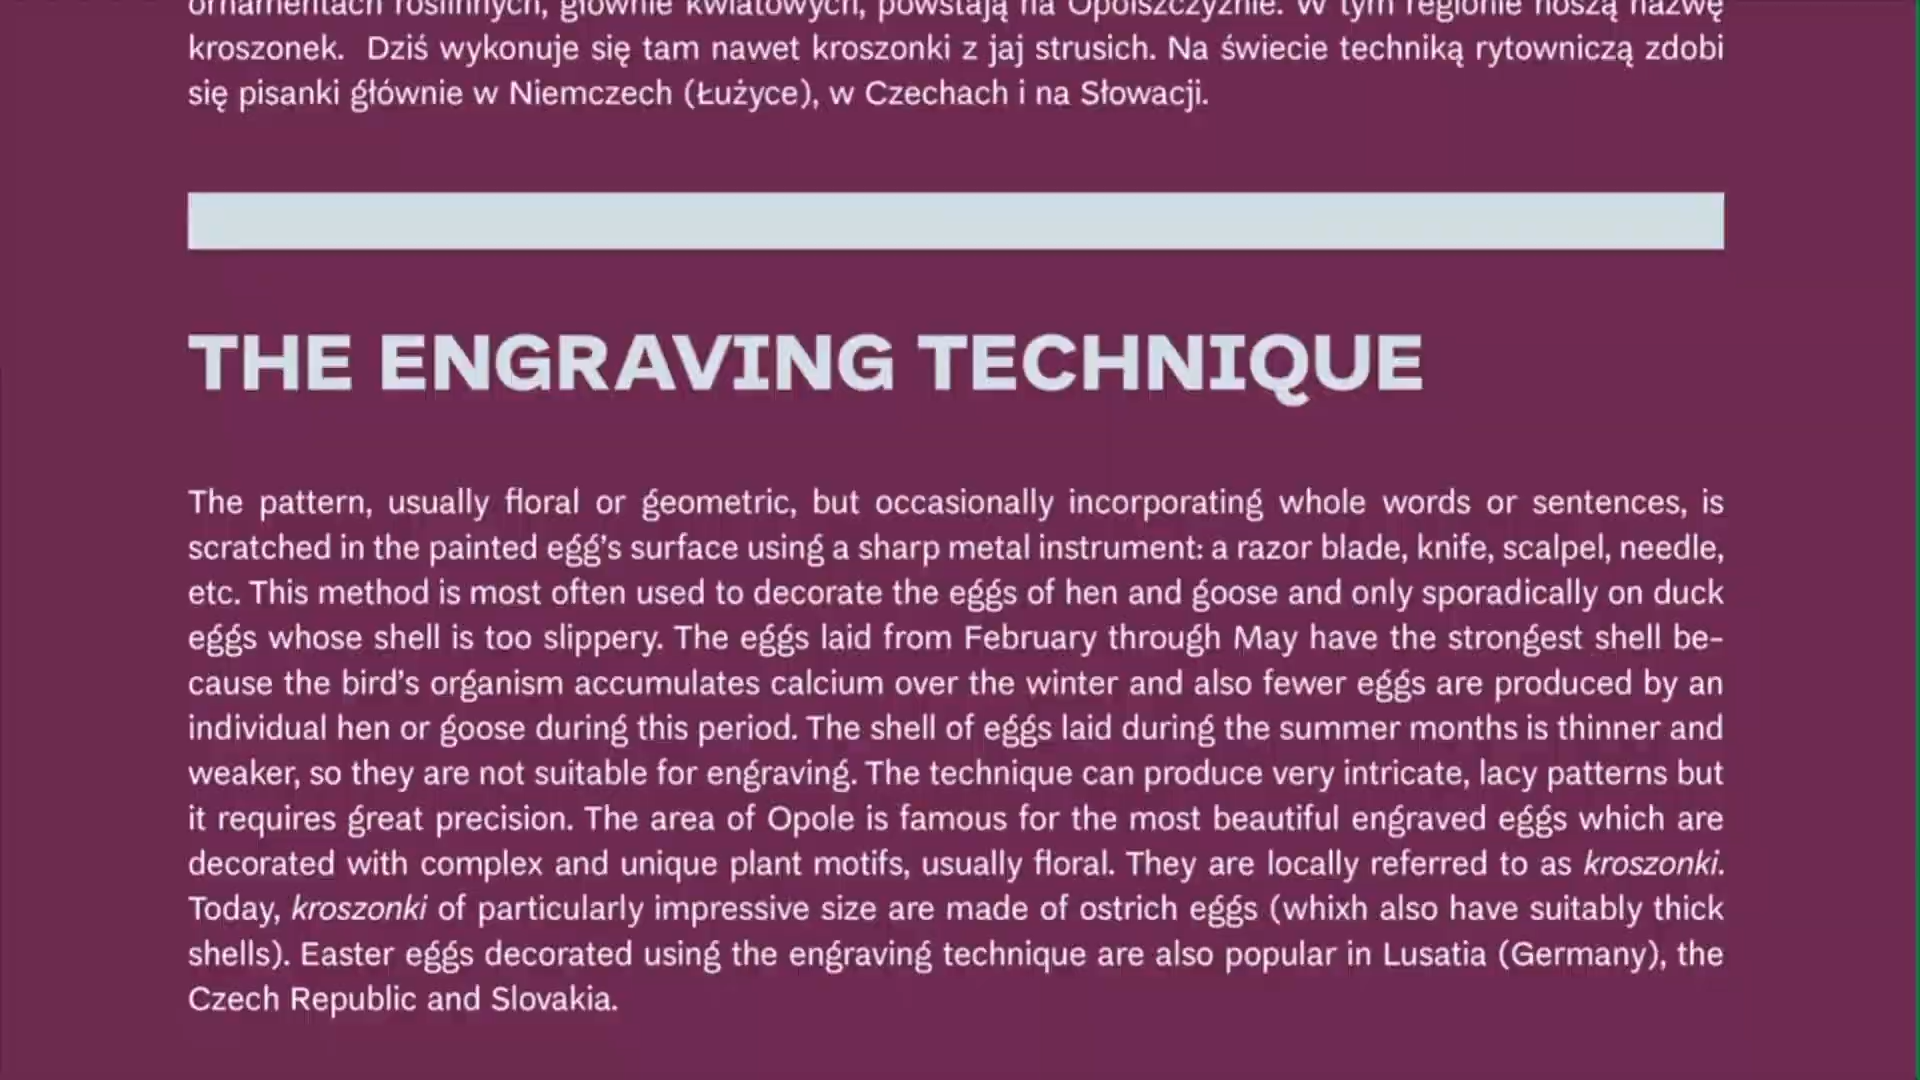 ornamentach roślinnych, głównie kwiatowych, powstają na Opolszczyźnie. W tym regionie noszą nazwę
kroszonek. Dziś wykonuje się tam nawet kroszonki z jaj strusich. Na świecie techniką rytowniczą zdobi
się pisanki głównie w Niemczech (Łużyce), w Czechach i na Słowacji.
THE ENGRAVING TECHNIQUE
The pattern, usually floral or geometric, but occasionally incorporating whole words or sentences, is
scratched in the painted egg's surface using a sharp metal instrument: a razor blade, knife, scalpel, needle,
etc. This method is most often used to decorate the eggs of hen and goose and only sporadically on duck
eggs whose shell is too slippery. The eggs laid from February through May have the strongest shell be-
cause the bird's organism accumulates calcium over the winter and also fewer eggs are produced by an
individual hen or goose during this period. The shell of eggs laid during the summer months is thinner and
weaker, so they are not suitable for engraving. The technique can produce very intricate, lacy patterns but
it requires great precision. The area of Opole is famous for the most beautiful engraved eggs which are
decorated with complex and unique plant motifs, usually floral. They are locally referred to as kroszonki.
Today, kroszonki of particularly impressive size are made of ostrich eggs (whixh also have suitably thick
shells). Easter eggs decorated using the engraving technique are also popular in Lusatia (Germany), the
Czech Republic and Slovakia.